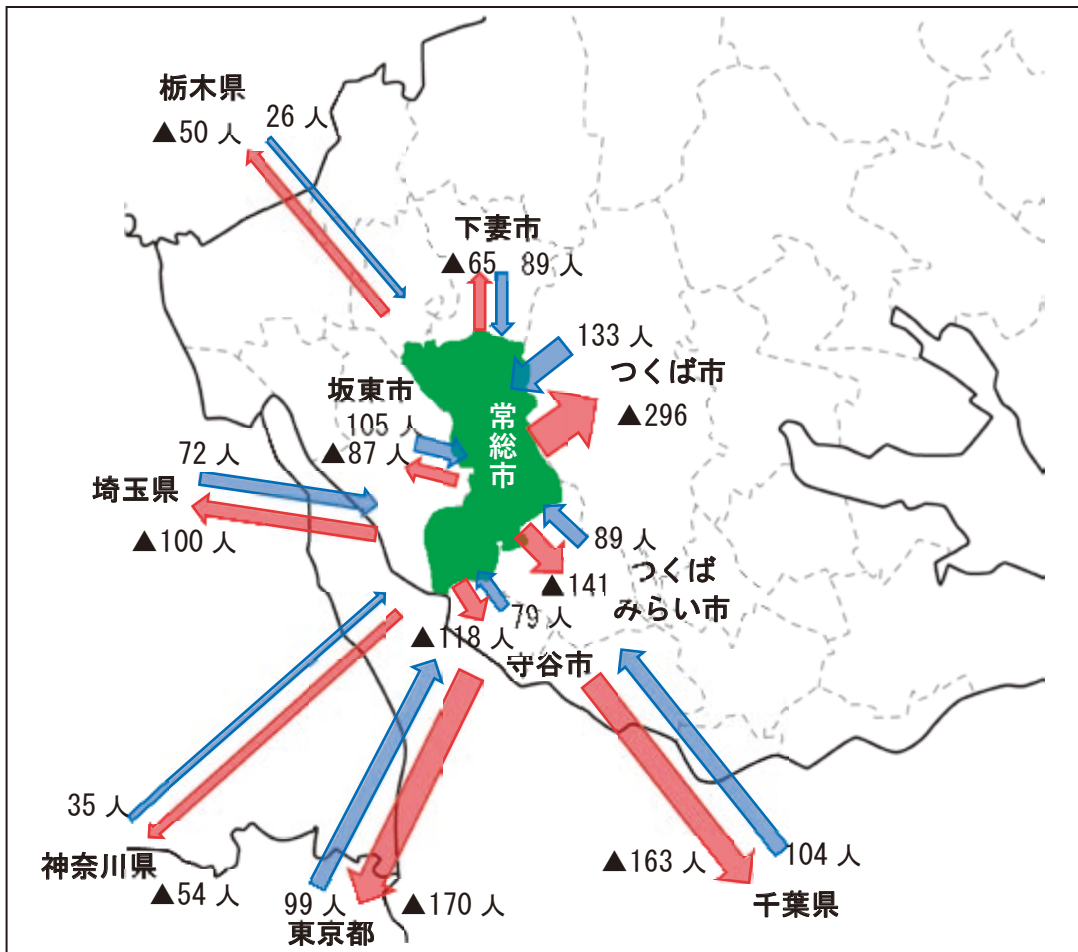 栃木県
26 人
▲50 人
下妻市
▲65
89 人
133 人
つくば市
▲296
坂東市
105 人
▲87 人
常総市
72 人
埼玉県
▲100 人
89 人
▲141
つくば
みらい市
79 人
▲118 人
守谷市
35 人
神奈川県
▲54 人
99 人
東京都
▲170 人
▲163 人
104 人
千葉県